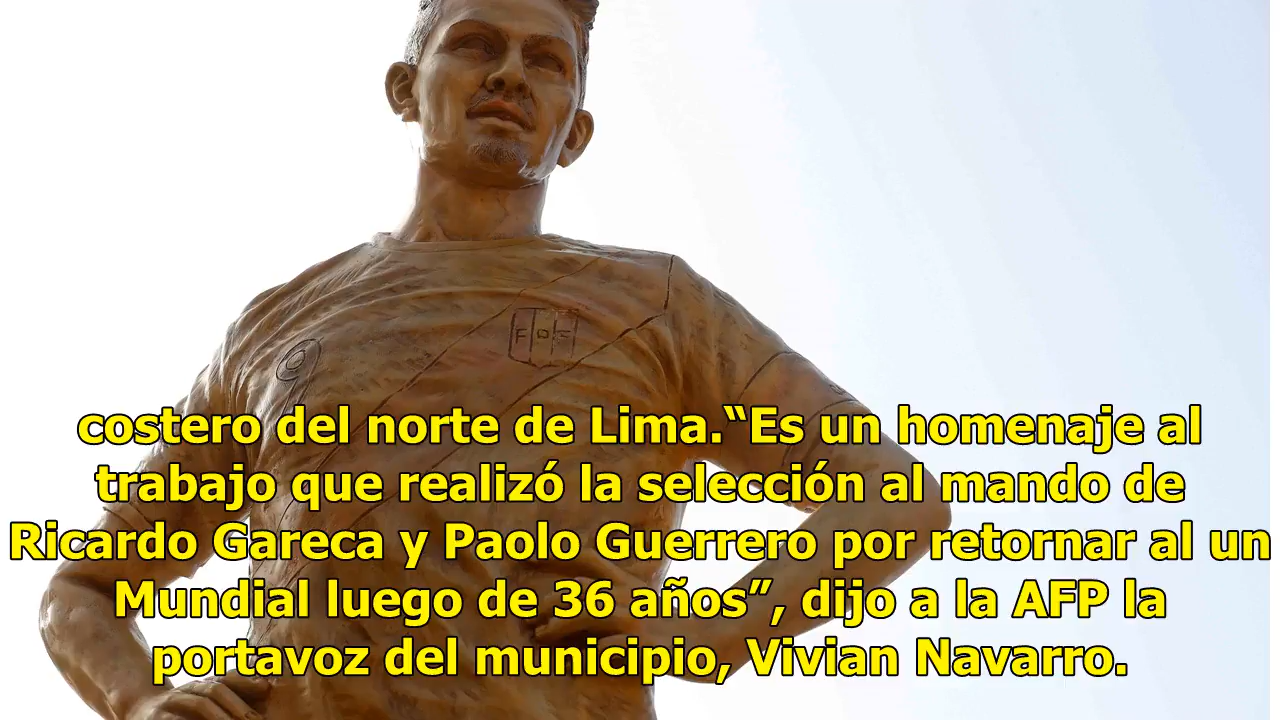 FDF
costero del norte de Lima.“Es un homenaje al
trabajo que realizó la selección al mando de
Ricardo Gareca y Paolo Guerrero por retornar al un
Mundial luego de 36 años”, dijo a la AFP la
portavoz del municipio, Vivian Navarro.